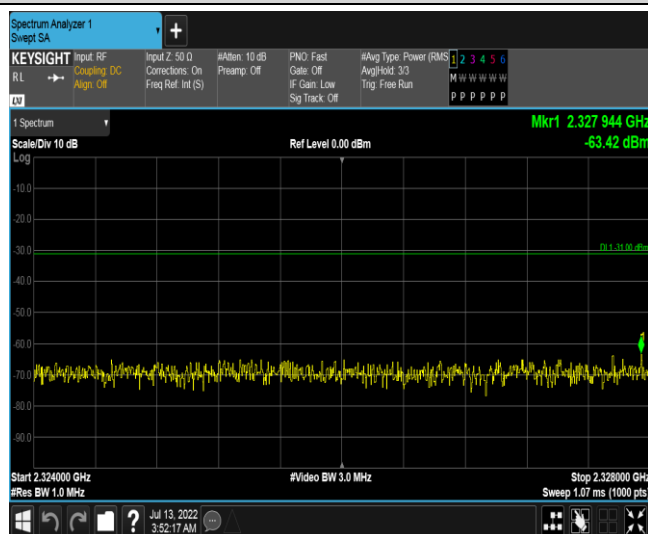 Spectrum Analyzer 1
Swept SA
+
KEYSIGHT Input: RF Input Z: 50 Ω #Atten: 10 dB PNO: Fast #Avg Type: Power (RMS 1 2 3 4 5 6
R L Coupling: DC Corrections: On Preamp: Off Gate: Off Avg|Hold: 3/3 M W W W W W
Align: Off Freq Ref: Int (S) IF Gain: Low Trig: Free Run P P P P P P
LXI Sig Track: Off
1 Spectrum Mkr1 2.327 944 GHz
Scale/Div 10 dB Ref Level 0.00 dBm -63.42 dBm
Log
-10.0
-20.0
-30.0 DL1 -31.00 dBm
-40.0
-50.0
-60.0
-70.0
-80.0
-90.0
Start 2.324000 GHz #Video BW 3.0 MHz Stop 2.328000 GHz
#Res BW 1.0 MHz Sweep 1.07 ms (1000 pts)
? Jul 13, 2022
3:52:17 AM